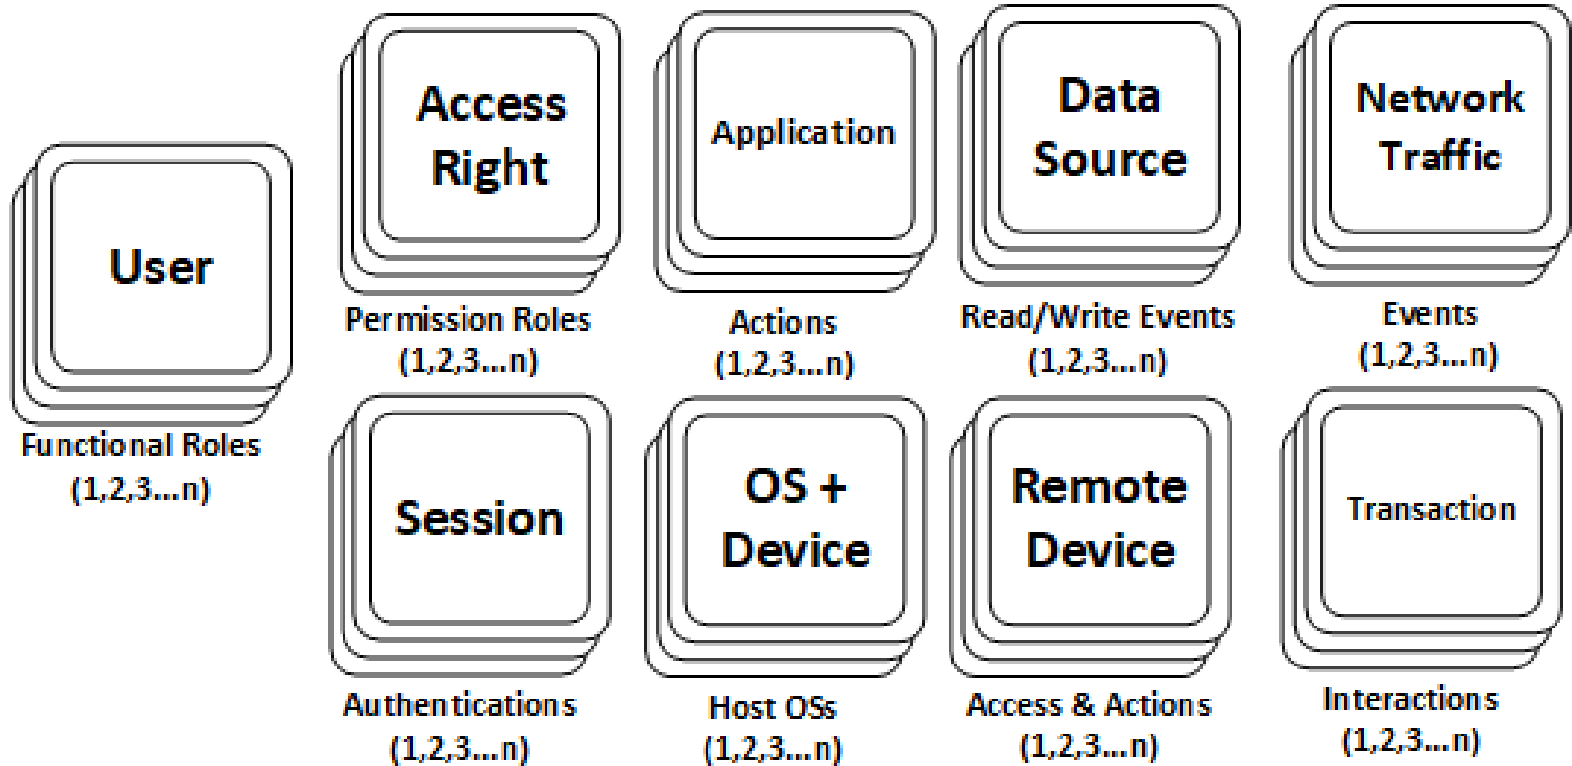 User
Functional Roles
(1,2,3...n)
Access
Right
Permission Roles
(1,2,3...n)
Application
Actions
(1,2,3...n)
Data
Source
Read/Write Events
(1,2,3...n)
Network
Traffic
Events
(1,2,3...n)
Session
Authentications
(1,2,3...n)
OS +
Device
Host OSs
(1,2,3...n)
Remote
Device
Access & Actions
(1,2,3...n)
Transaction
Interactions
(1,2,3...n)